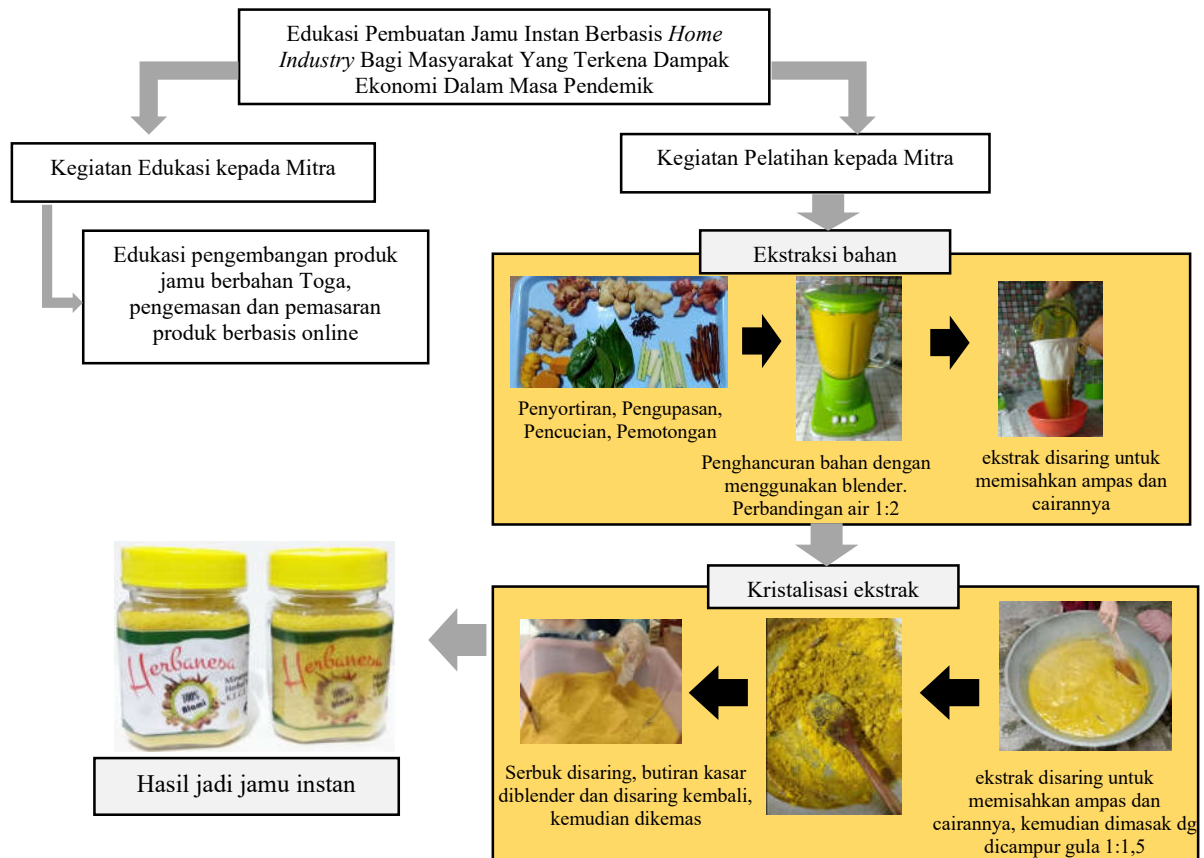 Edukasi Pembuatan Jamu Instan Berbasis Home
Industry Bagi Masyarakat Yang Terkena Dampak
Ekonomi Dalam Masa Pendemik
Kegiatan Edukasi kepada Mitra
Kegiatan Pelatihan kepada Mitra
Edukasi pengembangan produk
jamu berbahan Toga,
pengemasan dan pemasaran
produk berbasis online
Ekstraksi bahan
Penyortiran, Pengupasan,
Pencucian, Pemotongan
Penghancuran bahan dengan
menggunakan blender.
Perbandingan air 1:2
ekstrak disaring untuk
memisahkan ampas dan
cairannya
Kristalisasi ekstrak
ekstrak disaring untuk
memisahkan ampas dan
cairannya, kemudian dimasak dg
dicampur gula 1:1,5
Serbuk disaring, butiran kasar
diblender dan disaring kembali,
kemudian dikemas
Herbanesa
100%
Alami
Herbanesa
100%
Alami
Hasil jadi jamu instan